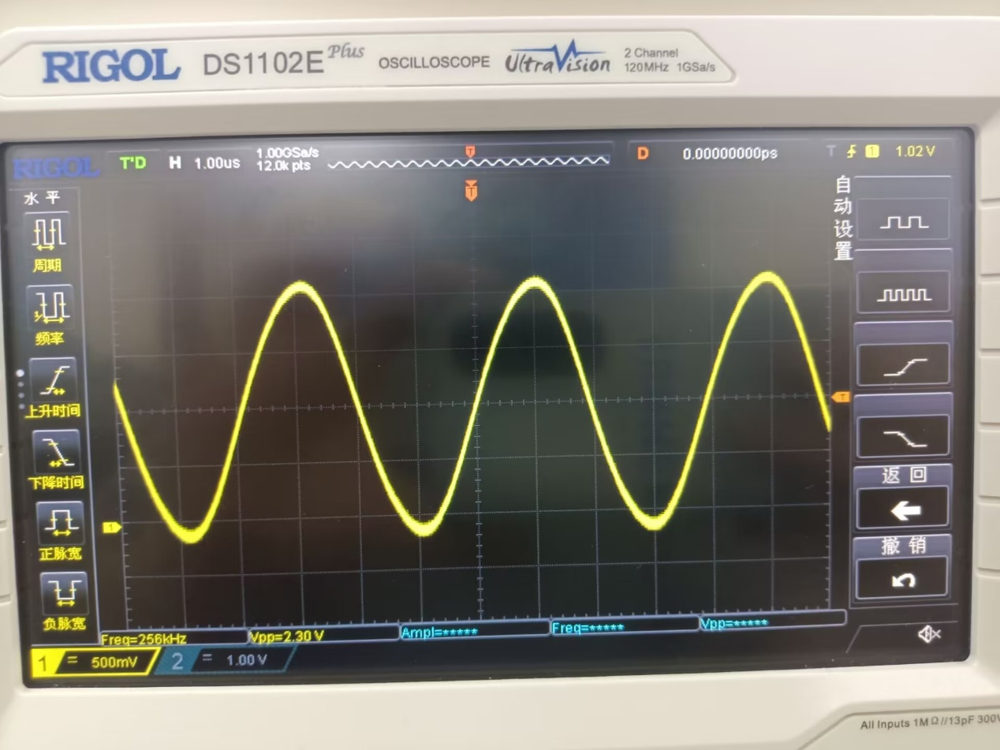 RIGOL DS1102E Plus OSCILLOSCOPE UltraVision 2 Channel
120MHz 1GSa/s
RIGOL T'D H 1.00us 1.00GSa/s
12.0k pts
T
D 0.00000000ps T 1 1.02 V
T
水平
周期
频率
上升时间
下降时间
正脉宽
负脉宽
自动设置
T
1
返回
撤销
Freq=256kHz Vpp=2.30 V Ampl=***** Freq=***** Vpp=*****
1 = 500mV 2 = 1.00 V
All Inputs 1MΩ//13pF 300V